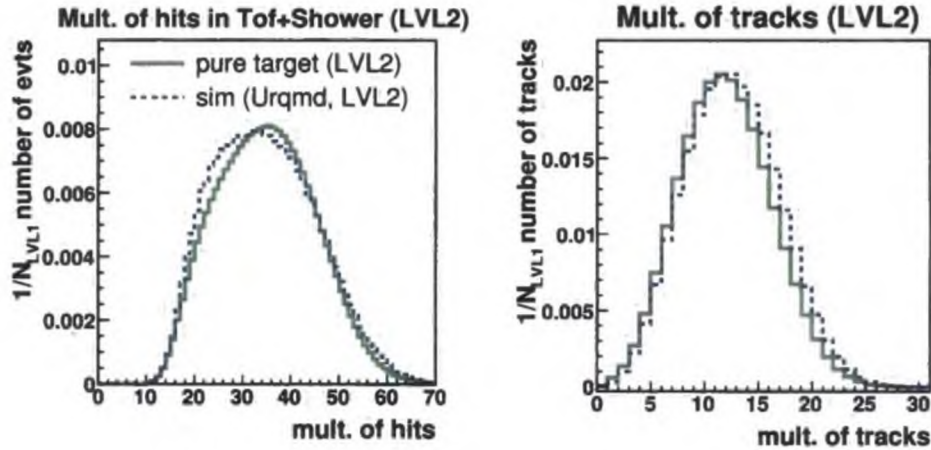 Mult. of hits in Tof+Shower (LVL2)
0.01
0.008
0.006
0.004
0.002
0
1/N_LVL1 number of evts
pure target (LVL2)
sim (Urqmd, LVL2)
0 10 20 30 40 50 60 70
mult. of hits
Mult. of tracks (LVL2)
0.02
0.015
0.01
0.005
0
1/N_LVL1 number of tracks
0 5 10 15 20 25 30
mult. of tracks